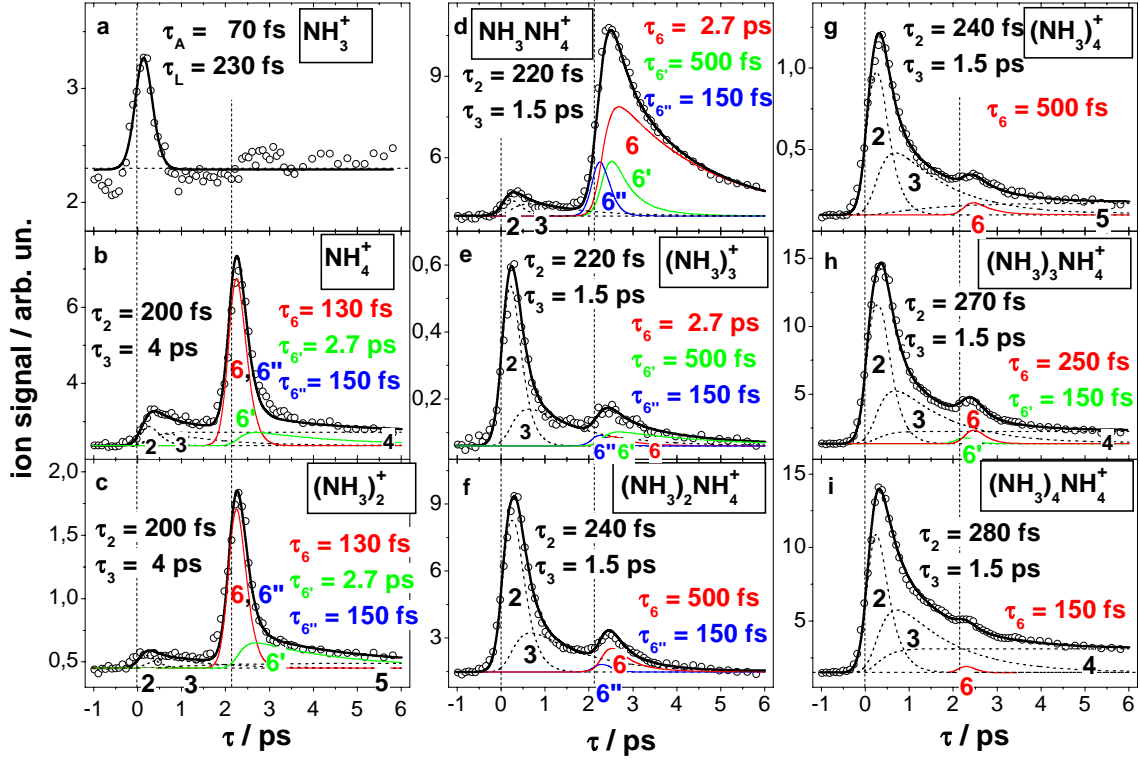 ion signal / arb. un.
a
τA = 70 fs
τL = 230 fs
NH3+
3
2
b
NH4+
τ2 = 200 fs
τ3 = 4 ps
τ6 = 130 fs
τ6' = 2.7 ps
τ6'' = 150 fs
6, 6''
6'
2 3 4
7
5
3
c
(NH3)2+
τ2 = 200 fs
τ3 = 4 ps
τ6 = 130 fs
τ6' = 2.7 ps
τ6'' = 150 fs
6, 6''
6'
2 3 5
2,0
1,5
1,0
0,5
-1 0 1 2 3 4 5 6
τ / ps
d
NH3NH4+
τ2 = 220 fs
τ3 = 1.5 ps
τ6 = 2.7 ps
τ6' = 500 fs
τ6'' = 150 fs
6
6'
6''
2 3
10
8
6
4
e
(NH3)3+
τ2 = 220 fs
τ3 = 1.5 ps
τ6 = 2.7 ps
τ6' = 500 fs
τ6'' = 150 fs
2
3
6'' 6' 6
0,6
0,4
0,2
f
(NH3)2NH4+
τ2 = 240 fs
τ3 = 1.5 ps
τ6 = 500 fs
τ6'' = 150 fs
2
3
6
6''
9
6
3
-1 0 1 2 3 4 5 6
τ / ps
g
(NH3)4+
τ2 = 240 fs
τ3 = 1.5 ps
τ6 = 500 fs
2
3
6
5
1,0
0,5
h
(NH3)3NH4+
τ2 = 270 fs
τ3 = 1.5 ps
τ6 = 250 fs
τ6' = 150 fs
2
3
6
6'
4
15
10
5
i
(NH3)4NH4+
τ2 = 280 fs
τ3 = 1.5 ps
τ6 = 150 fs
2
3
4
6
15
10
5
-1 0 1 2 3 4 5 6
τ / ps